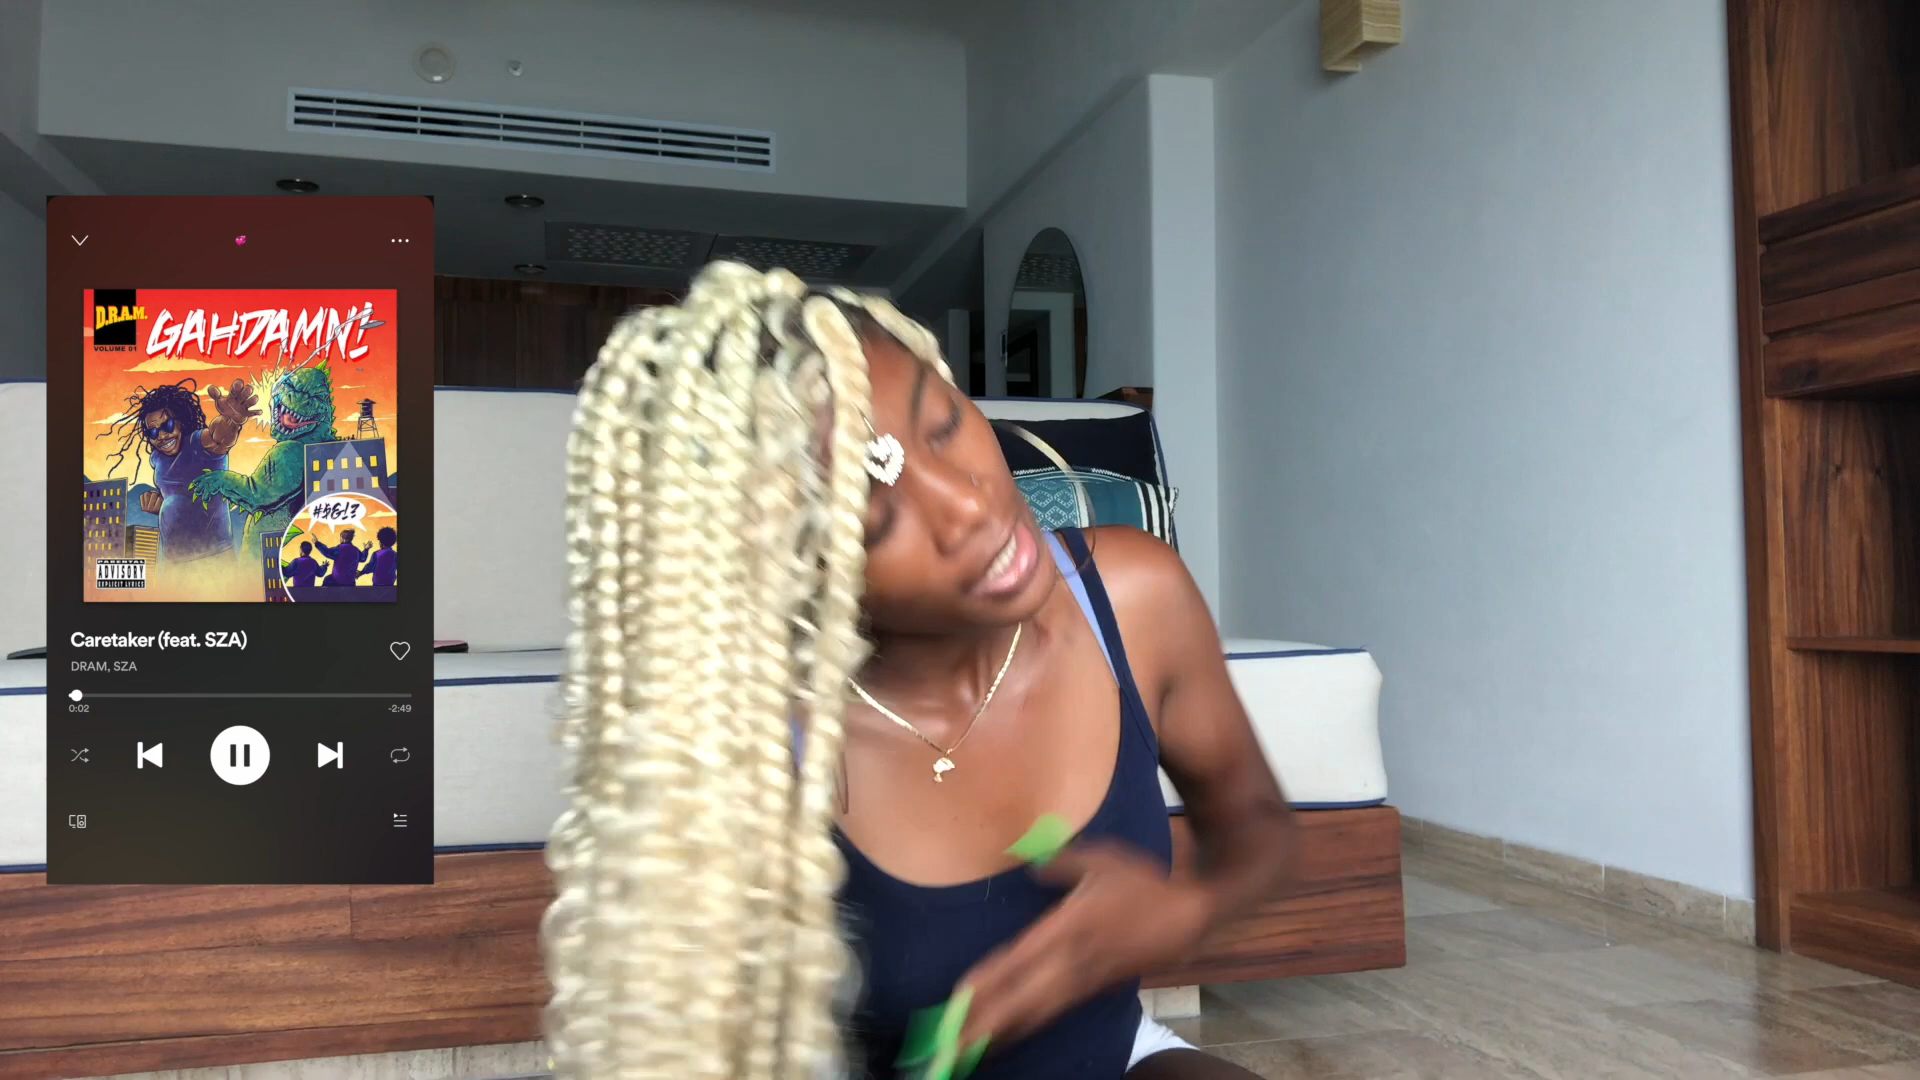 D.R.A.M.
VOLUME 01
GAHDAMN!
#$&!?
PARENTAL
ADVISORY
EXPLICIT LYRICS
Caretaker (feat. SZA)
DRAM, SZA
0:02
-2:49